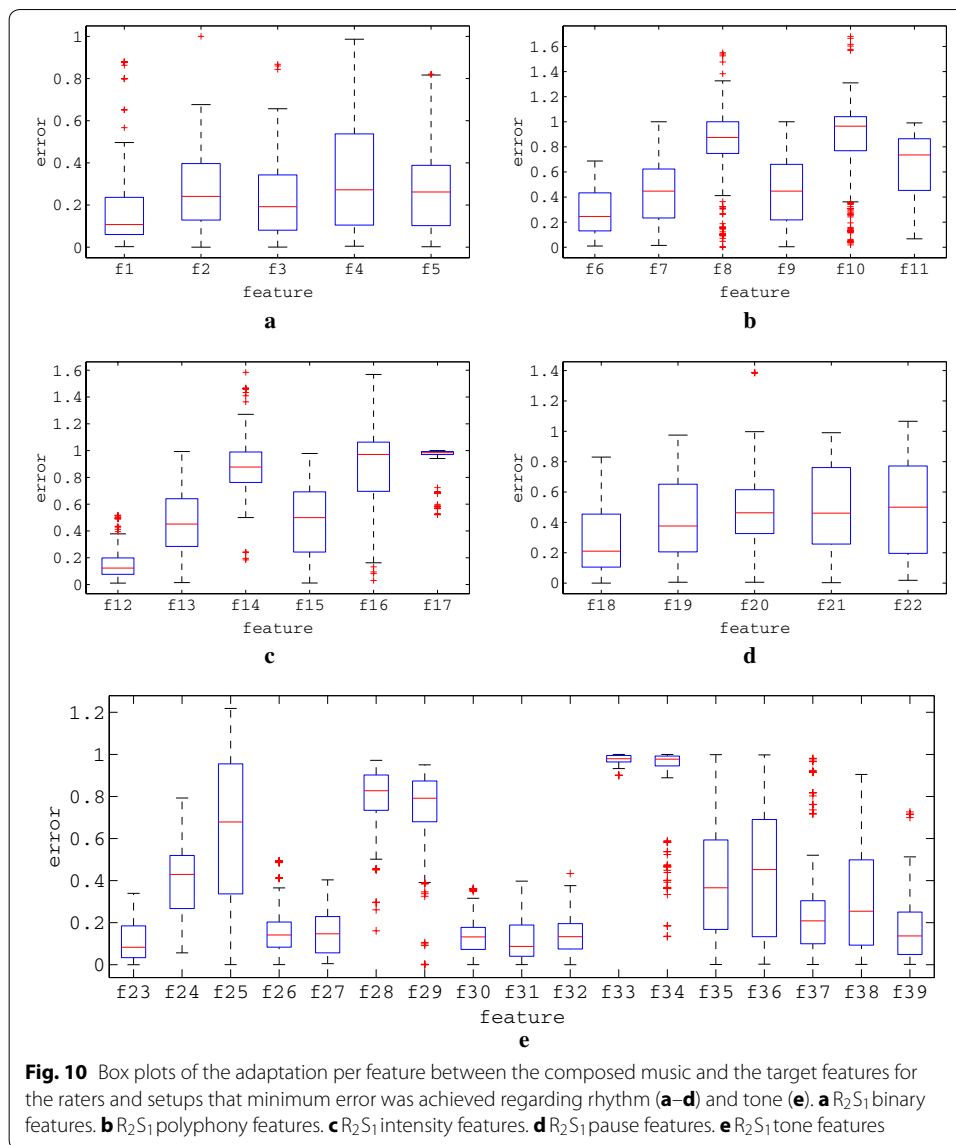 1
0.8
0.6
0.4
0.2
0
error
f1 f2 f3 f4 f5
feature
a
1.6
1.4
1.2
1
0.8
0.6
0.4
0.2
0
error
f6 f7 f8 f9 f10 f11
feature
b
1.6
1.4
1.2
1
0.8
0.6
0.4
0.2
0
error
f12 f13 f14 f15 f16 f17
feature
c
1.4
1.2
1
0.8
0.6
0.4
0.2
0
error
f18 f19 f20 f21 f22
feature
d
1.2
1
0.8
0.6
0.4
0.2
0
error
f23 f24 f25 f26 f27 f28 f29 f30 f31 f32 f33 f34 f35 f36 f37 f38 f39
feature
e
Fig. 10 Box plots of the adaptation per feature between the composed music and the target features for
the raters and setups that minimum error was achieved regarding rhythm (a–d) and tone (e). a R₂S₁ binary
features. b R₂S₁ polyphony features. c R₂S₁ intensity features. d R₂S₁ pause features. e R₂S₁ tone features